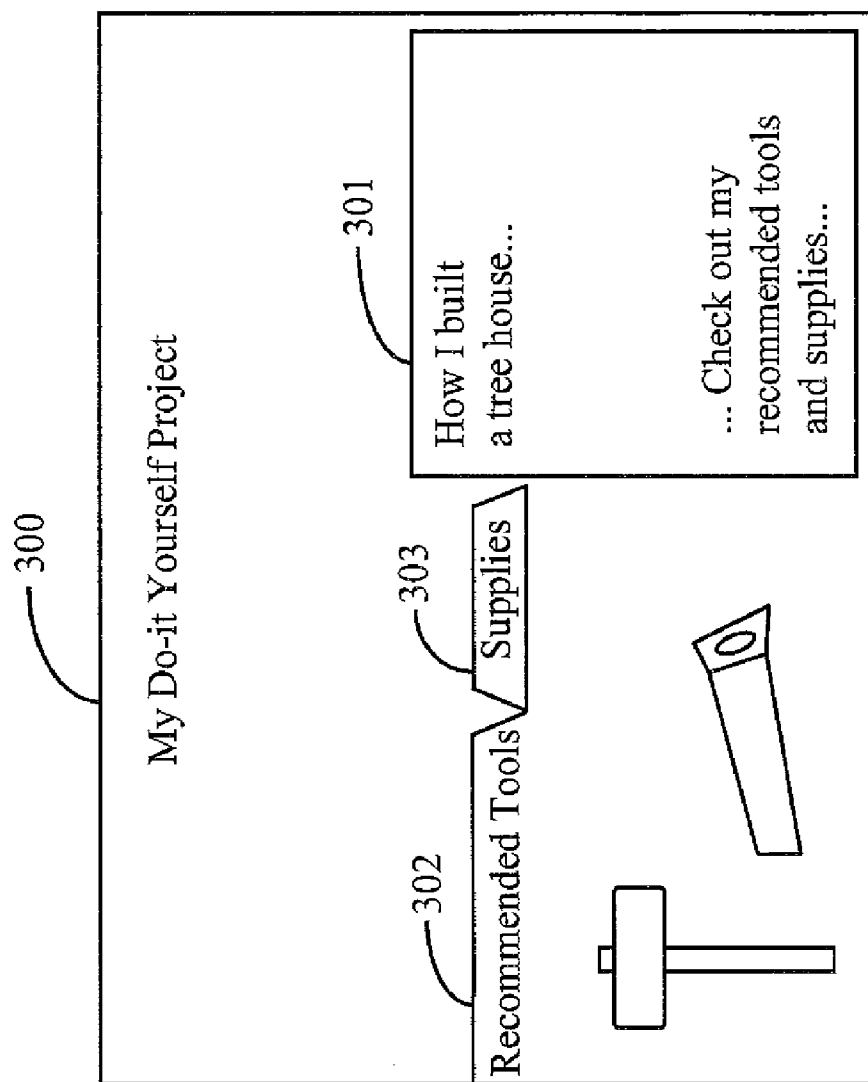 300
My Do-it Yourself Project
301
How I built
a tree house...
... Check out my
recommended tools
and supplies...
302
Recommended Tools
303
Supplies